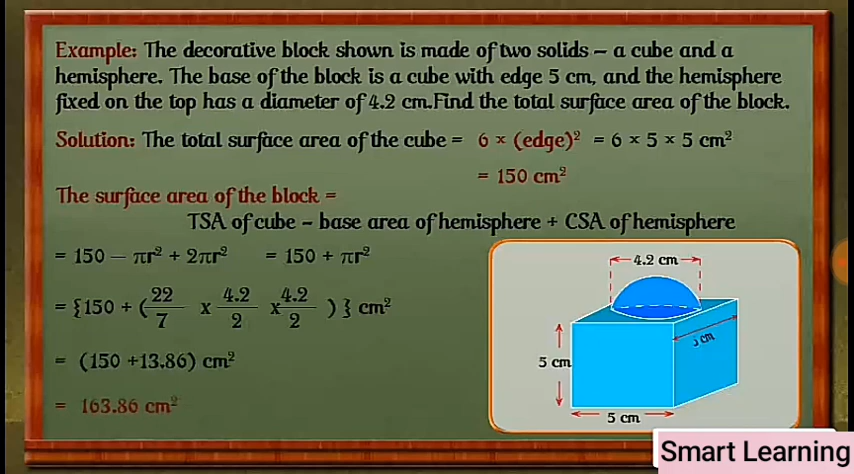 Example: The decorative block shown is made of two solids – a cube and a
hemisphere. The base of the block is a cube with edge 5 cm, and the hemisphere
fixed on the top has a diameter of 4.2 cm.Find the total surface area of the block.
Solution: The total surface area of the cube = 6 × (edge)² = 6 × 5 × 5 cm²
= 150 cm²
The surface area of the block =
TSA of cube – base area of hemisphere + CSA of hemisphere
= 150 – πr² + 2πr² = 150 + πr²
= {150 + ( 22/7 x 4.2/2 x 4.2/2 ) } cm²
= (150 +13.86) cm²
= 163.86 cm²
4.2 cm
5 cm
5 cm
5 cm
Smart Learning